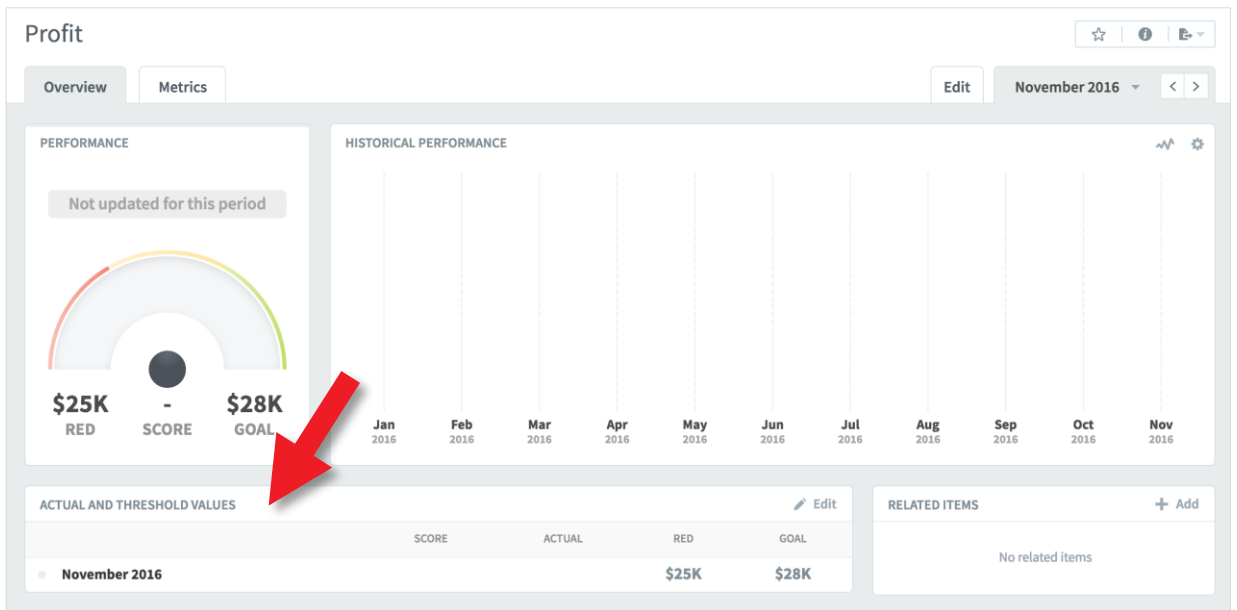 Profit
Overview
Metrics
Edit
November 2016
PERFORMANCE
Not updated for this period
$25K
-
$28K
RED
SCORE
GOAL
HISTORICAL PERFORMANCE
Jan Feb Mar Apr May Jun Jul Aug Sep Oct Nov
2016 2016 2016 2016 2016 2016 2016 2016 2016 2016 2016
ACTUAL AND THRESHOLD VALUES
Edit
SCORE ACTUAL RED GOAL
November 2016 $25K $28K
RELATED ITEMS
Add
No related items